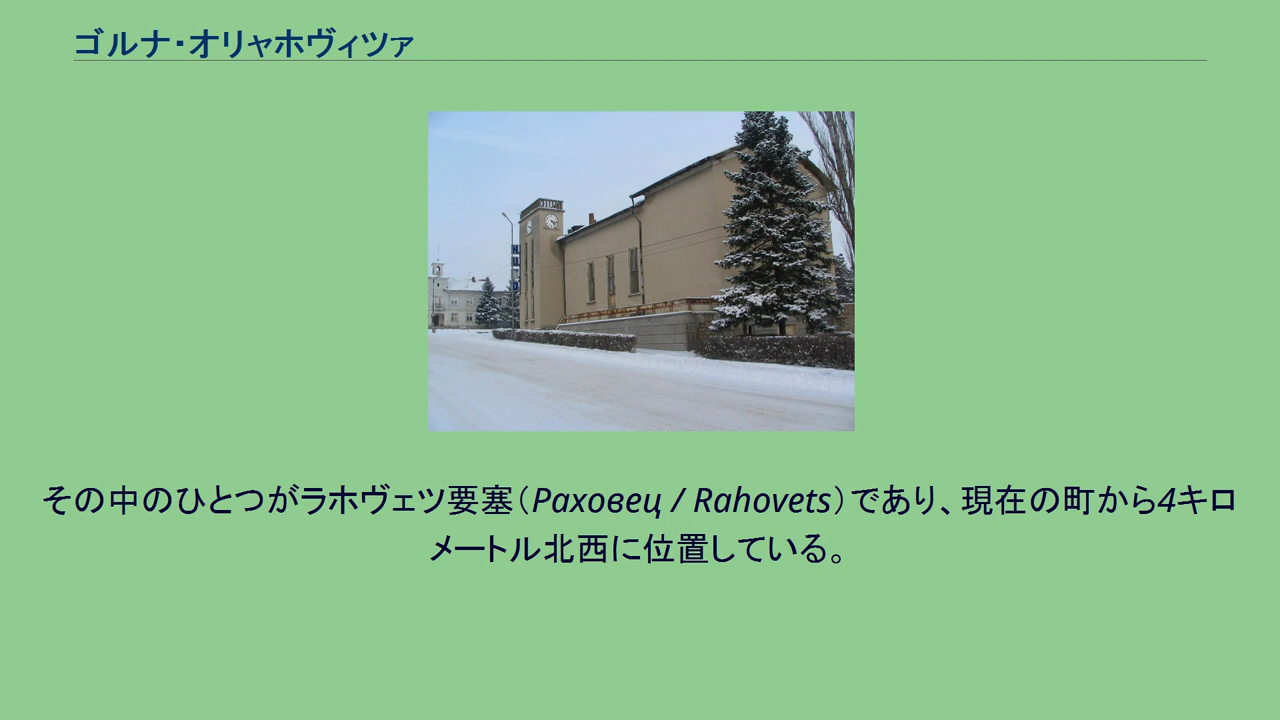 ゴルナ・オリャホヴィツァ
その中のひとつがラホヴェツ要塞（Раховец / Rahovets）であり、現在の町から4キロ
メートル北西に位置している。